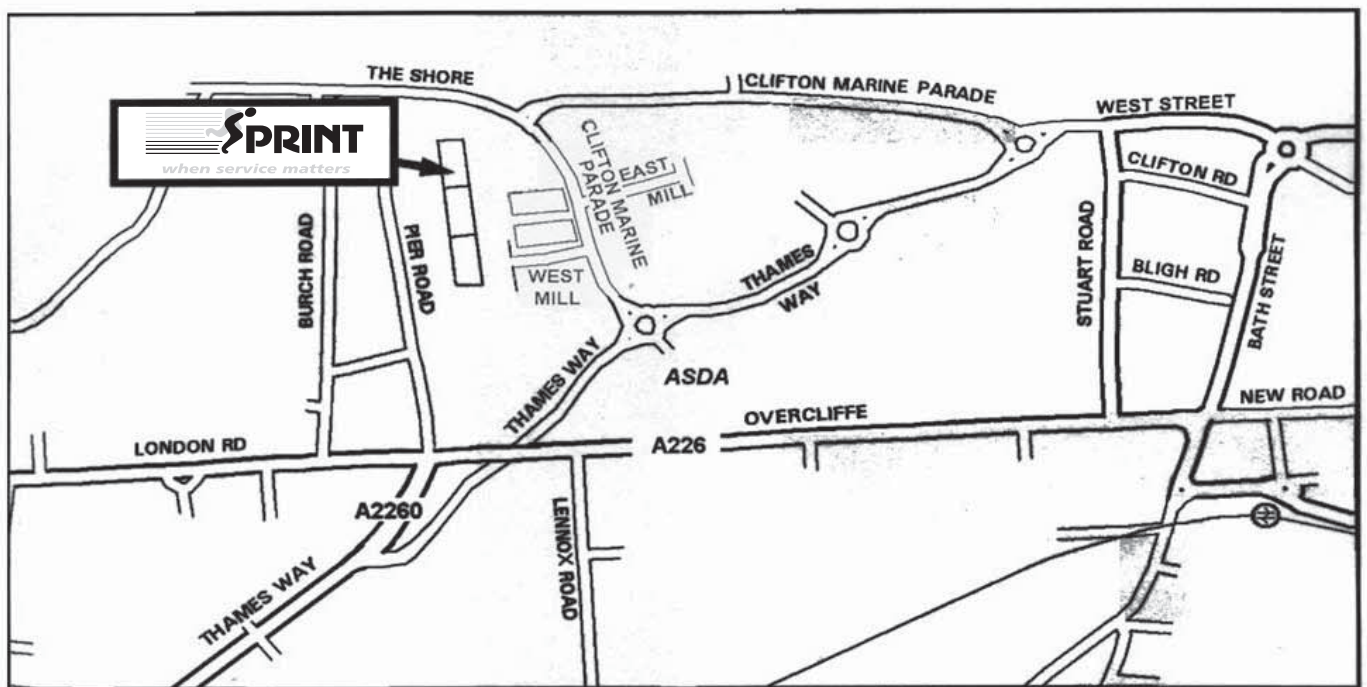 THE SHORE
CLIFTON MARINE PARADE
WEST STREET
SPRINT
when service matters
CLIFTON MARINE
PARADE
EAST
MILL
CLIFTON RD
BURCH ROAD
PIER ROAD
WEST
MILL
THAMES
WAY
STUART ROAD
BLIGH RD
BATH STREET
THAMES WAY
ASDA
NEW ROAD
OVERCLIFFE
LONDON RD
A226
A2260
LENNOX ROAD
THAMES WAY